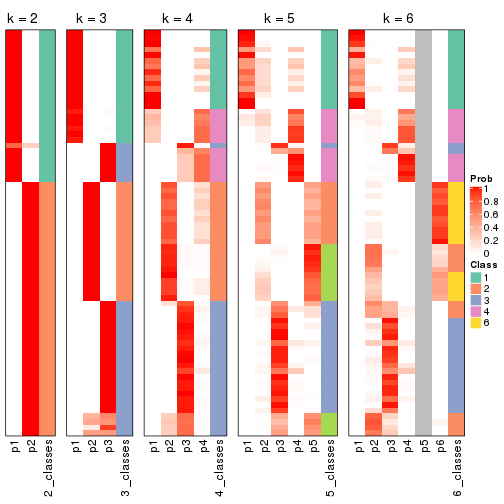 k = 2
k = 3
k = 4
k = 5
k = 6
p1
p2
2_classes
p1
p2
p3
3_classes
p1
p2
p3
p4
4_classes
p1
p2
p3
p4
p5
5_classes
p1
p2
p3
p4
p5
p6
6_classes
Prob
1
0.8
0.6
0.4
0.2
0
Class
1
2
3
4
5
6